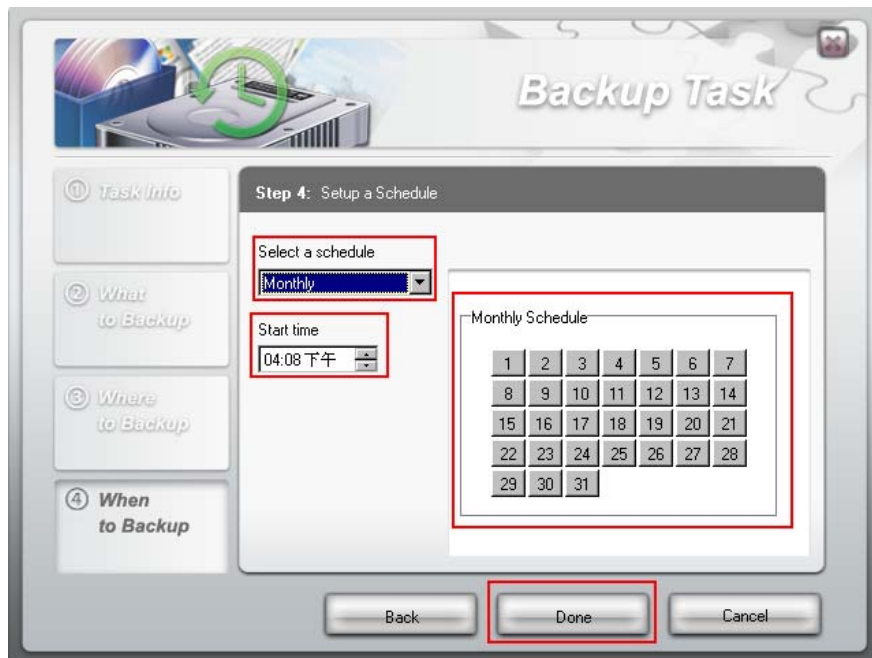 Backup Task
① Task Info
② What
to Backup
③ Where
to Backup
④ When
to Backup
Step 4: Setup a Schedule
Select a schedule
Monthly
Start time
04:08 下午
Monthly Schedule
1 2 3 4 5 6 7
8 9 10 11 12 13 14
15 16 17 18 19 20 21
22 23 24 25 26 27 28
29 30 31
Back
Done
Cancel